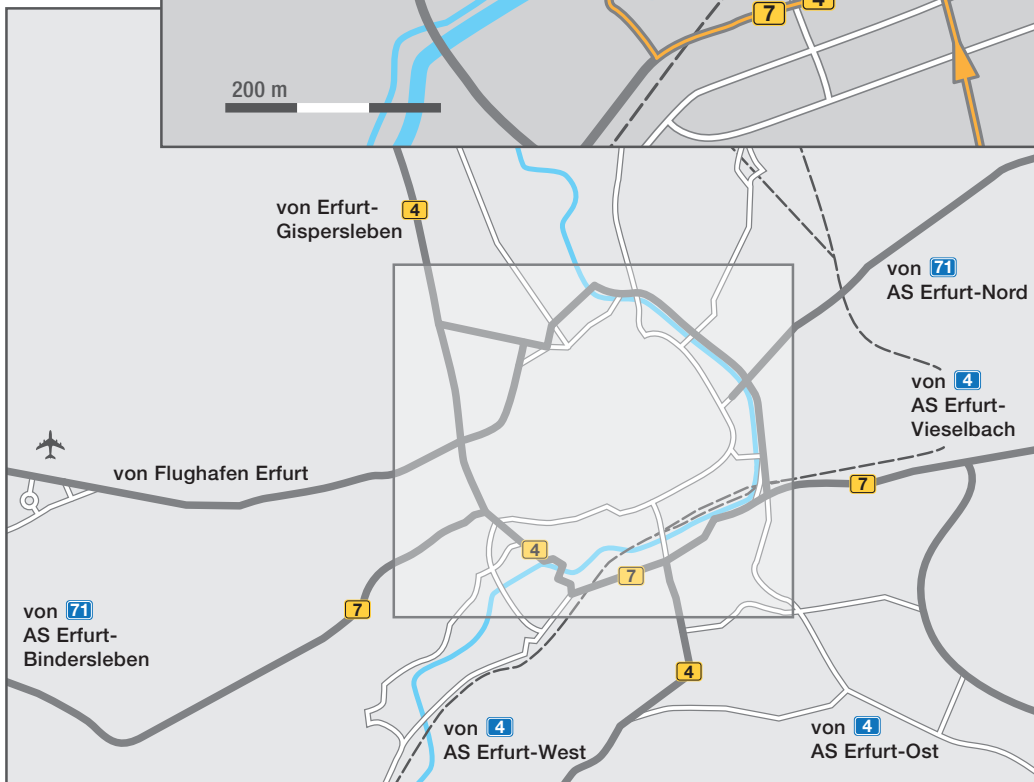 7
4
200 m
von Erfurt-
Gispersleben
4
von 71
AS Erfurt-Nord
von 4
AS Erfurt-
Vieselbach
von Flughafen Erfurt
7
4
7
von 71
AS Erfurt-
Bindersleben
7
4
von 4
AS Erfurt-West
von 4
AS Erfurt-Ost